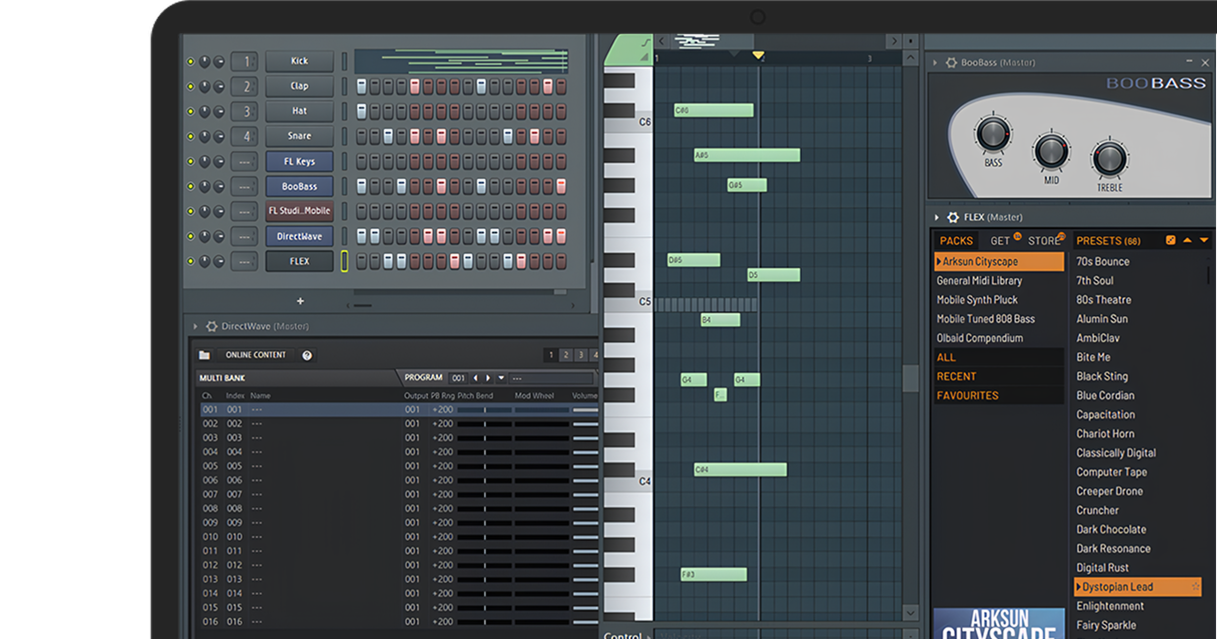 1 Kick
2 Clap
3 Hat
4 Snare
--- FL Keys
--- BooBass
--- FL Studi..Mobile
--- DirectWave
--- FLEX
+
DirectWave (Master)
ONLINE CONTENT ?
1 2 3 4
MULTI BANK
PROGRAM 001 ---
Ch Index Name Output PB Rng Pitch Bend Mod Wheel Volume
001 001 --- 001 +200
002 002 --- 001 +200
003 003 --- 001 +200
004 004 --- 001 +200
005 005 --- 001 +200
006 006 --- 001 +200
007 007 --- 001 +200
008 008 --- 001 +200
009 009 --- 001 +200
010 010 --- 001 +200
011 011 --- 001 +200
012 012 --- 001 +200
013 013 --- 001 +200
014 014 --- 001 +200
015 015 --- 001 +200
016 016 --- 001 +200
1 2 3
C#6
C6
A#5
G#5
D#5
D5
C5
B4
G4 G4
F...
C#4
C4
F#3
Control
BooBass (Master)
BOOBASS
BASS
MID
TREBLE
FLEX (Master)
PACKS GET STORE
Arksun Cityscape
General Midi Library
Mobile Synth Pluck
Mobile Tuned 808 Bass
Olbaid Compendium
ALL
RECENT
FAVOURITES
ARKSUN
CITYSCAPE
PRESETS (66)
70s Bounce
7th Soul
80s Theatre
Alumin Sun
AmbiClav
Bite Me
Black Sting
Blue Cordian
Capacitation
Chariot Horn
Classically Digital
Computer Tape
Creeper Drone
Cruncher
Dark Chocolate
Dark Resonance
Digital Rust
Dystopian Lead
Enlightenment
Fairy Sparkle